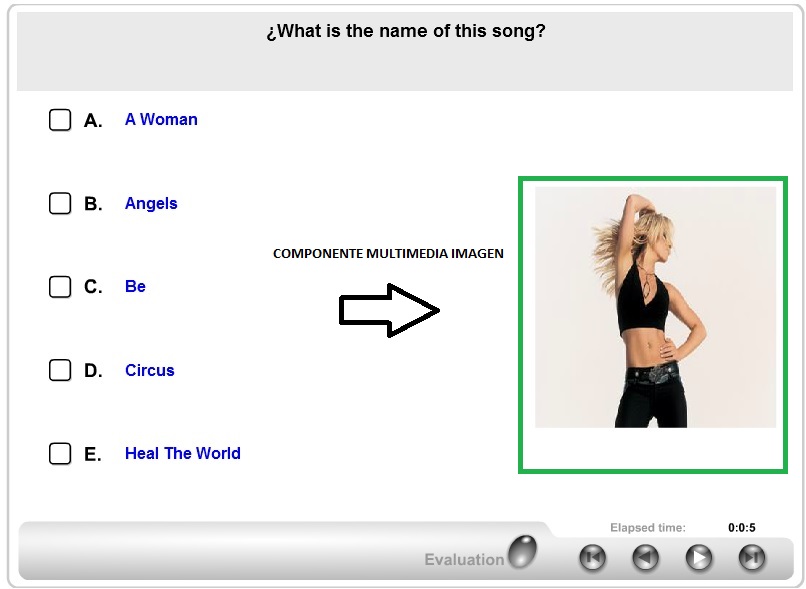 ¿What is the name of this song?
A. A Woman
B. Angels
COMPONENTE MULTIMEDIA IMAGEN
C. Be
D. Circus
E. Heal The World
Elapsed time: 0:0:5
Evaluation